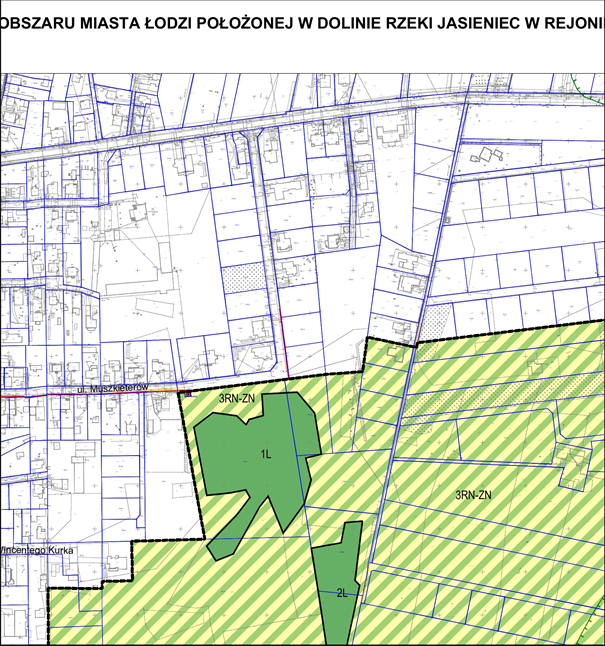 OBSZARU MIASTA ŁODZI POŁOŻONEJ W DOLINIE RZEKI JASIENIEC W REJONI
ul. Muszkieterów
3RN-ZN
1L
3RN-ZN
Wincentego Kurka
2L